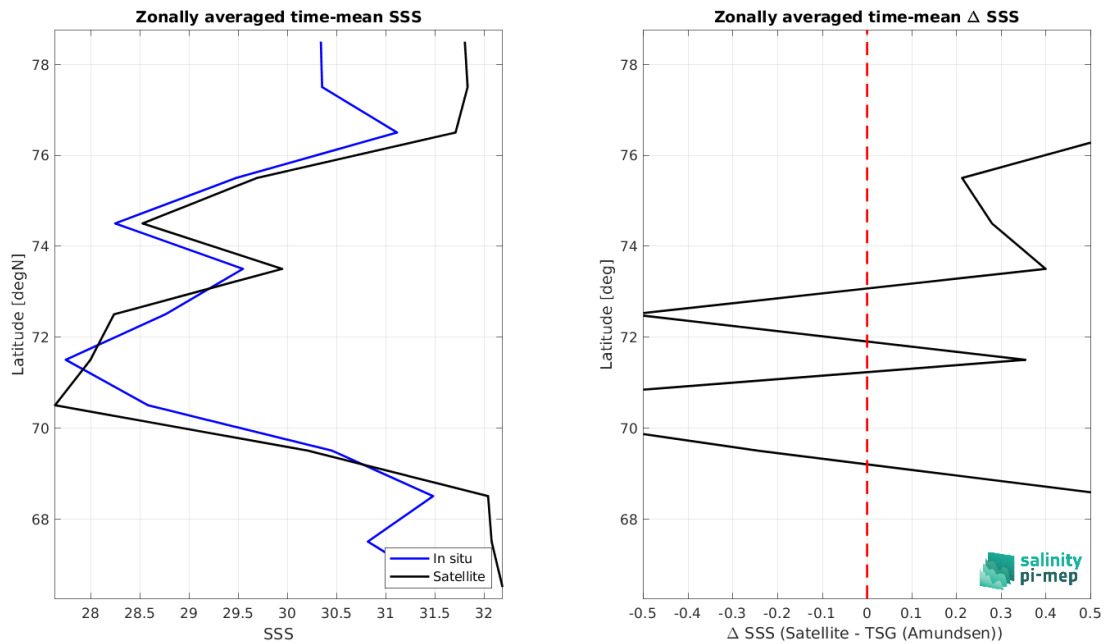 Zonally averaged time-mean SSS
78
76
74
72
70
68
Latitude [degN]
28 28.5 29 29.5 30 30.5 31 31.5 32
SSS
In situ
Satellite
Zonally averaged time-mean Δ SSS
78
76
74
72
70
68
Latitude [deg]
-0.5 -0.4 -0.3 -0.2 -0.1 0 0.1 0.2 0.3 0.4 0.5
Δ SSS (Satellite - TSG (Amundsen))
salinity
pi-mep